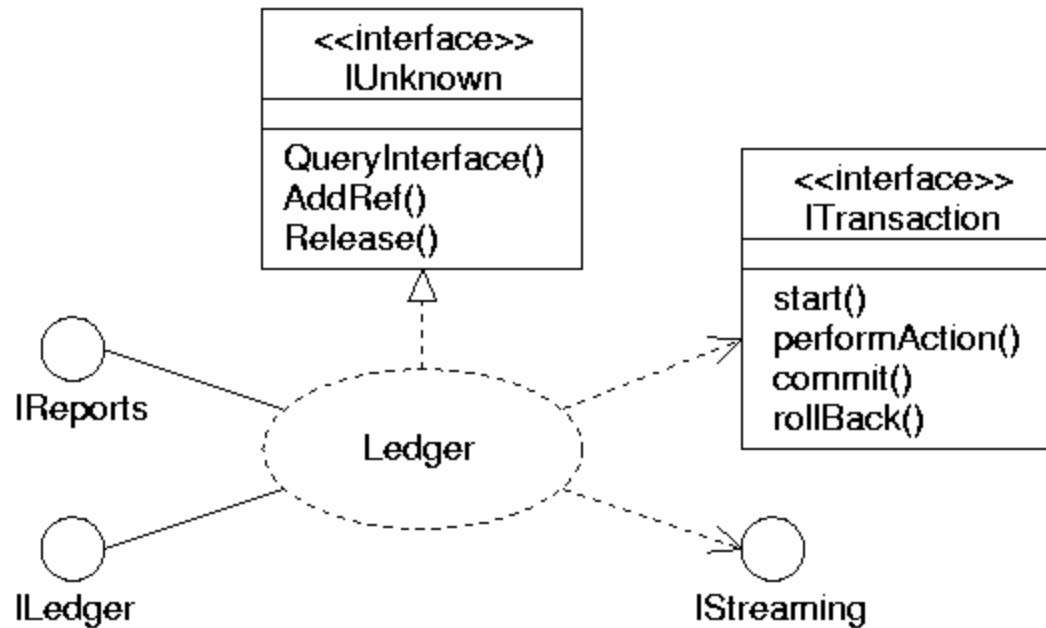 <<interface>>
IUnknown
QueryInterface()
AddRef()
Release()
<<interface>>
ITransaction
start()
performAction()
commit()
rollBack()
IReports
Ledger
ILedger
IStreaming